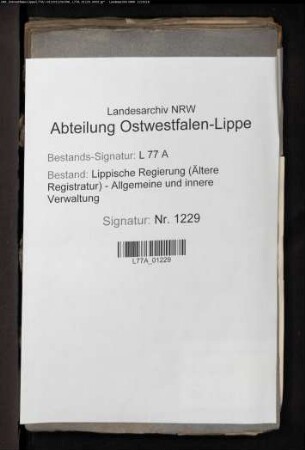 Landesarchiv NRW
Abteilung Ostwestfalen-Lippe
Bestands-Signatur: L 77 A
Bestand: Lippische Regierung (Ältere
Registratur) - Allgemeine und innere
Verwaltung
Signatur: Nr. 1229
L77A_01229